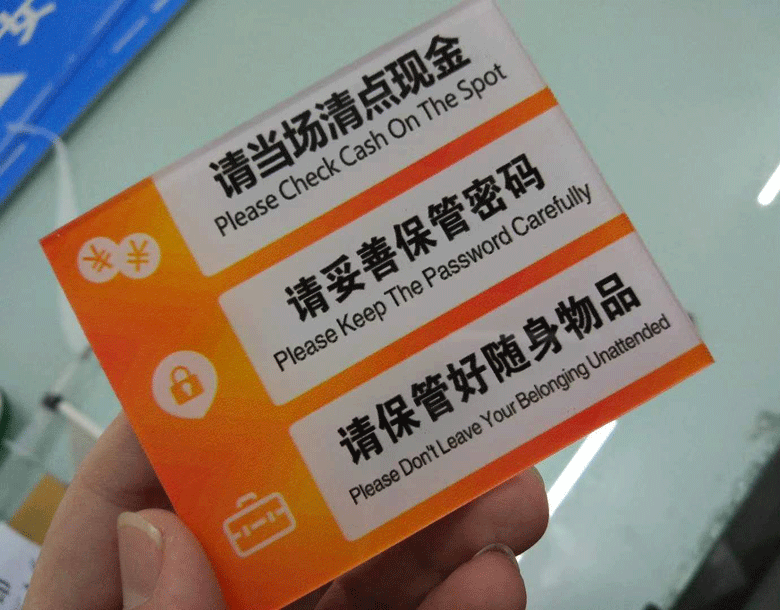 请当场清点现金
Please Check Cash On The Spot
请妥善保管密码
Please Keep The Password Carefully
请保管好随身物品
Please Don't Leave Your Belonging Unattended